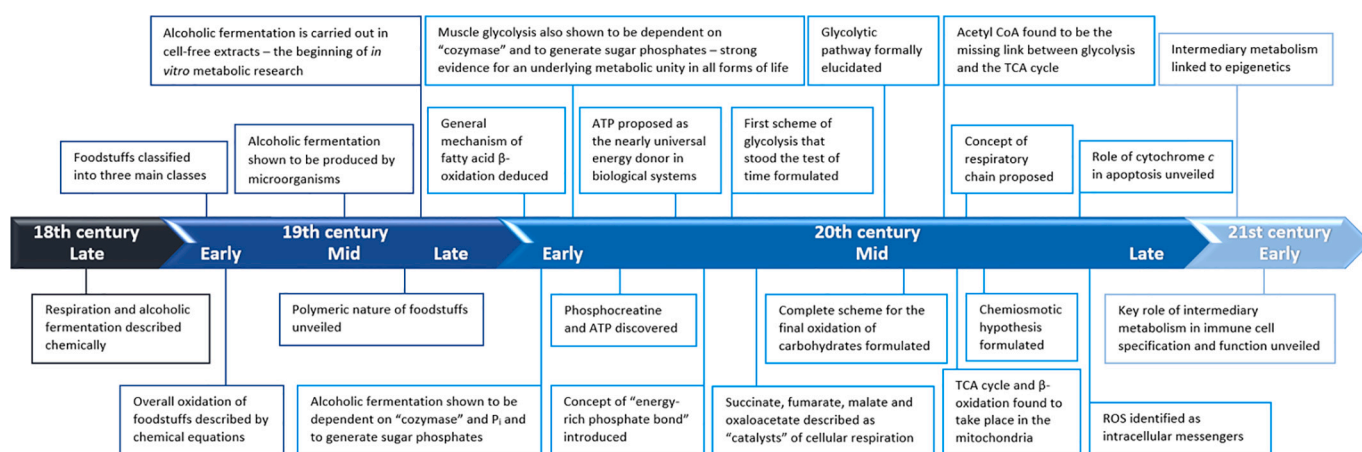 Alcoholic fermentation is carried out in
cell-free extracts – the beginning of in
vitro metabolic research
Muscle glycolysis also shown to be dependent on
“cozymase” and to generate sugar phosphates – strong
evidence for an underlying metabolic unity in all forms of life
Glycolytic
pathway formally
elucidated
Acetyl CoA found to be the
missing link between glycolysis
and the TCA cycle
Intermediary metabolism
linked to epigenetics
Foodstuffs classified
into three main classes
Alcoholic fermentation
shown to be produced by
microorganisms
General
mechanism of
fatty acid β-
oxidation deduced
ATP proposed as
the nearly universal
energy donor in
biological systems
First scheme of
glycolysis that
stood the test of
time formulated
Concept of
respiratory
chain proposed
Role of cytochrome c
in apoptosis unveiled
18th century
Late
19th century
Early
Mid
Late
20th century
Early
Mid
Late
21st century
Early
Respiration and alcoholic
fermentation described
chemically
Polymeric nature of foodstuffs
unveiled
Phosphocreatine
and ATP discovered
Complete scheme for the
final oxidation of
carbohydrates formulated
Chemiosmotic
hypothesis
formulated
Key role of intermediary
metabolism in immune cell
specification and function unveiled
Overall oxidation of
foodstuffs described by
chemical equations
Alcoholic fermentation shown to be
dependent on “cozymase” and Pi and
to generate sugar phosphates
Concept of “energy-
rich phosphate bond”
introduced
Succinate, fumarate, malate and
oxaloacetate described as
“catalysts” of cellular respiration
TCA cycle and β-
oxidation found to
take place in the
mitochondria
ROS identified as
intracellular messengers